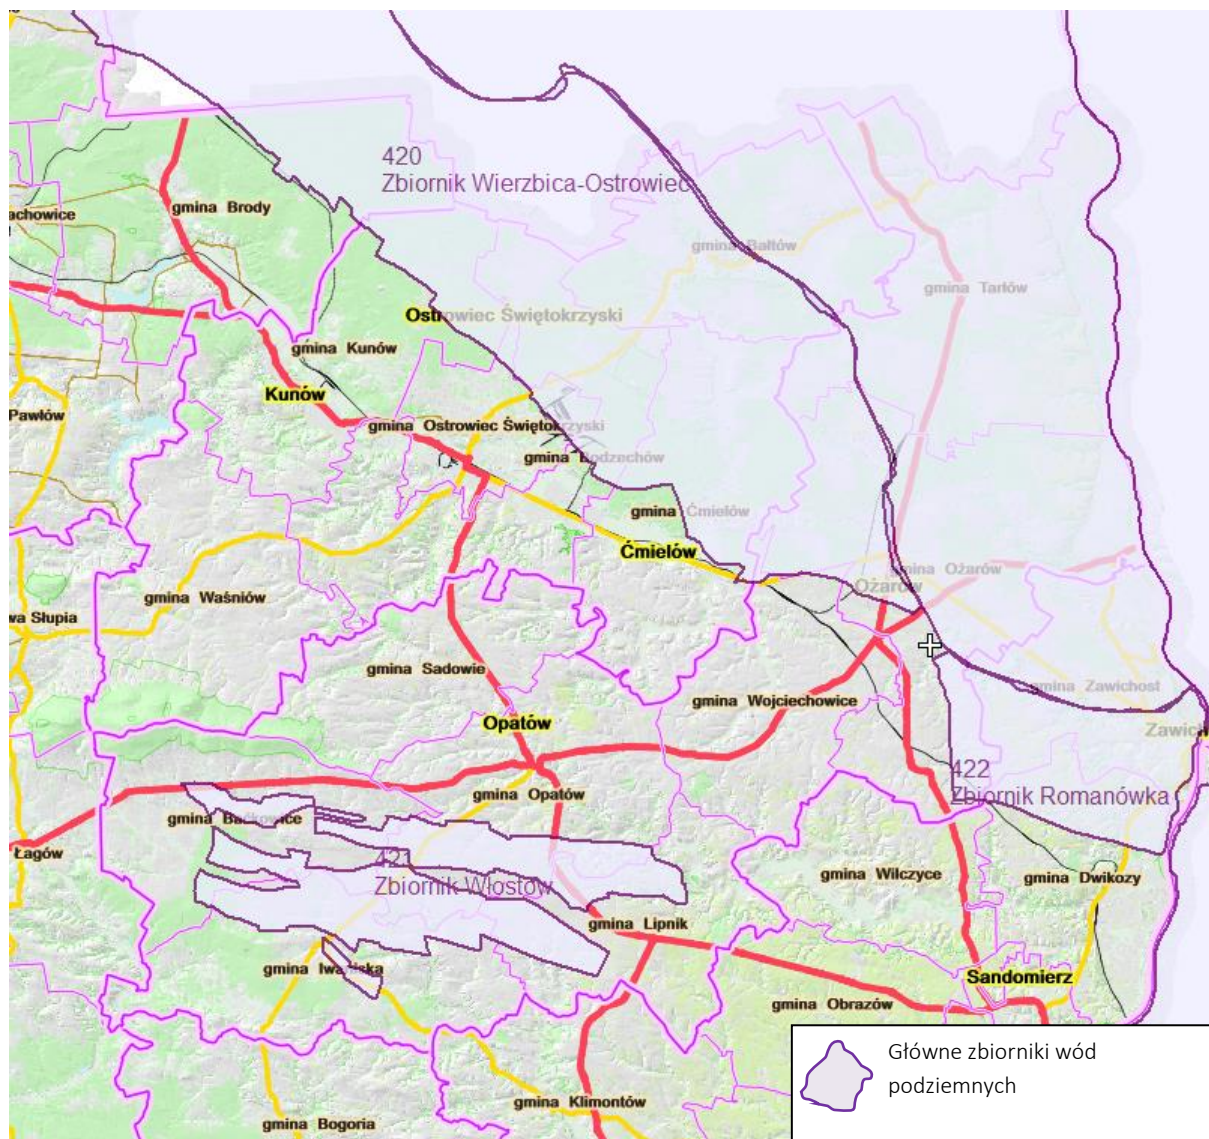 420
Zbiornik Wierzbica-Ostrowiec
gmina Brody
achowice
gmina Bałtów
gmina Tarłów
Ostrowiec Świętokrzyski
gmina Kunów
Kunów
Pawłów
gmina Ostrowiec Świętokrzyski
gmina Bodzechów
gmina Ćmielów
Ćmielów
gmina Ożarów
Ożarów
gmina Waśniów
wa Słupia
gmina Sadowie
gmina Wojciechowice
gmina Zawichost
Opatów
Zawich
422
Zbiornik Romanówka
gmina Opatów
gmina Baćkowice
Łagów
421
Zbiornik Włostów
gmina Wilczyce
gmina Dwikozy
gmina Lipnik
gmina Iwaniska
Sandomierz
gmina Obrazów
Główne zbiorniki wód
podziemnych
gmina Klimontów
gmina Bogoria